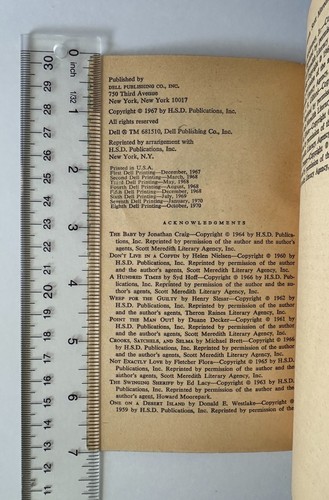 Published by
DELL PUBLISHING CO., INC.
750 Third Avenue
New York, New York 10017
Copyright © 1967 by H.S.D. Publications, Inc.
All rights reserved
Dell ® TM 681510, Dell Publishing Co., Inc.
Reprinted by arrangement with
H.S.D. Publications, Inc.
New York, N.Y.
Printed in U.S.A.
First Dell Printing—December, 1967
Second Dell Printing—March, 1968
Third Dell Printing—May, 1968
Fourth Dell Printing—August, 1968
Fifth Dell Printing—December, 1968
Sixth Dell Printing—July, 1969
Seventh Dell Printing—January, 1970
Eighth Dell Printing—October, 1970
ACKNOWLEDGMENTS
THE BABY by Jonathan Craig—Copyright © 1964 by H.S.D. Publica-
tions, Inc. Reprinted by permission of the author and the author's
agents, Scott Meredith Literary Agency, Inc.
DON'T LIVE IN A COFFIN by Helen Nielsen—Copyright © 1960 by
H.S.D. Publications, Inc. Reprinted by permission of the author
and the author's agents, Scott Meredith Literary Agency, Inc.
A HUNDRED TIMES by Syd Hoff—Copyright © 1966 by H.S.D. Pub-
lications, Inc. Reprinted by permission of the author and the
author's agents, Scott Meredith Literary Agency, Inc.
WEEP FOR THE GUILTY by Henry Slesar—Copyright © 1962 by
H.S.D. Publications, Inc. Reprinted by permission of the author
and the author's agents, Theron Raines Literary Agency, Inc.
POINT THE MAN OUT by Duane Decker—Copyright © 1961 by
H.S.D. Publications, Inc. Reprinted by permission of the author
and the author's agents, Scott Meredith Literary Agency, Inc.
CROOKS, SATCHELS, AND SELMA by Michael Brett—Copyright © 1966
by H.S.D. Publications, Inc. Reprinted by permission of the author
and the author's agents, Scott Meredith Literary Agency, Inc.
NOT EXACTLY LOVE by Fletcher Flora—Copyright © 1965 by H.S.D.
Publications, Inc. Reprinted by permission of the author and the
author's agents, Scott Meredith Literary Agency, Inc.
THE SWINGING SHERIFF by Ed Lacy—Copyright © 1963 by H.S.D.
Publications, Inc. Reprinted by permission of the author and the
author's agents, Howard Moorepark.
ONE ON A DESERT ISLAND by Donald E. Westlake—Copyright ©
1959 by H.S.D. Publications, Inc. Reprinted by permission of the
30
29
28
27
26
25
24
23
22
21
20
19
18
17
16
15
14
13
12
11
0
inch
1/32
1
2
3
4
5
6
7